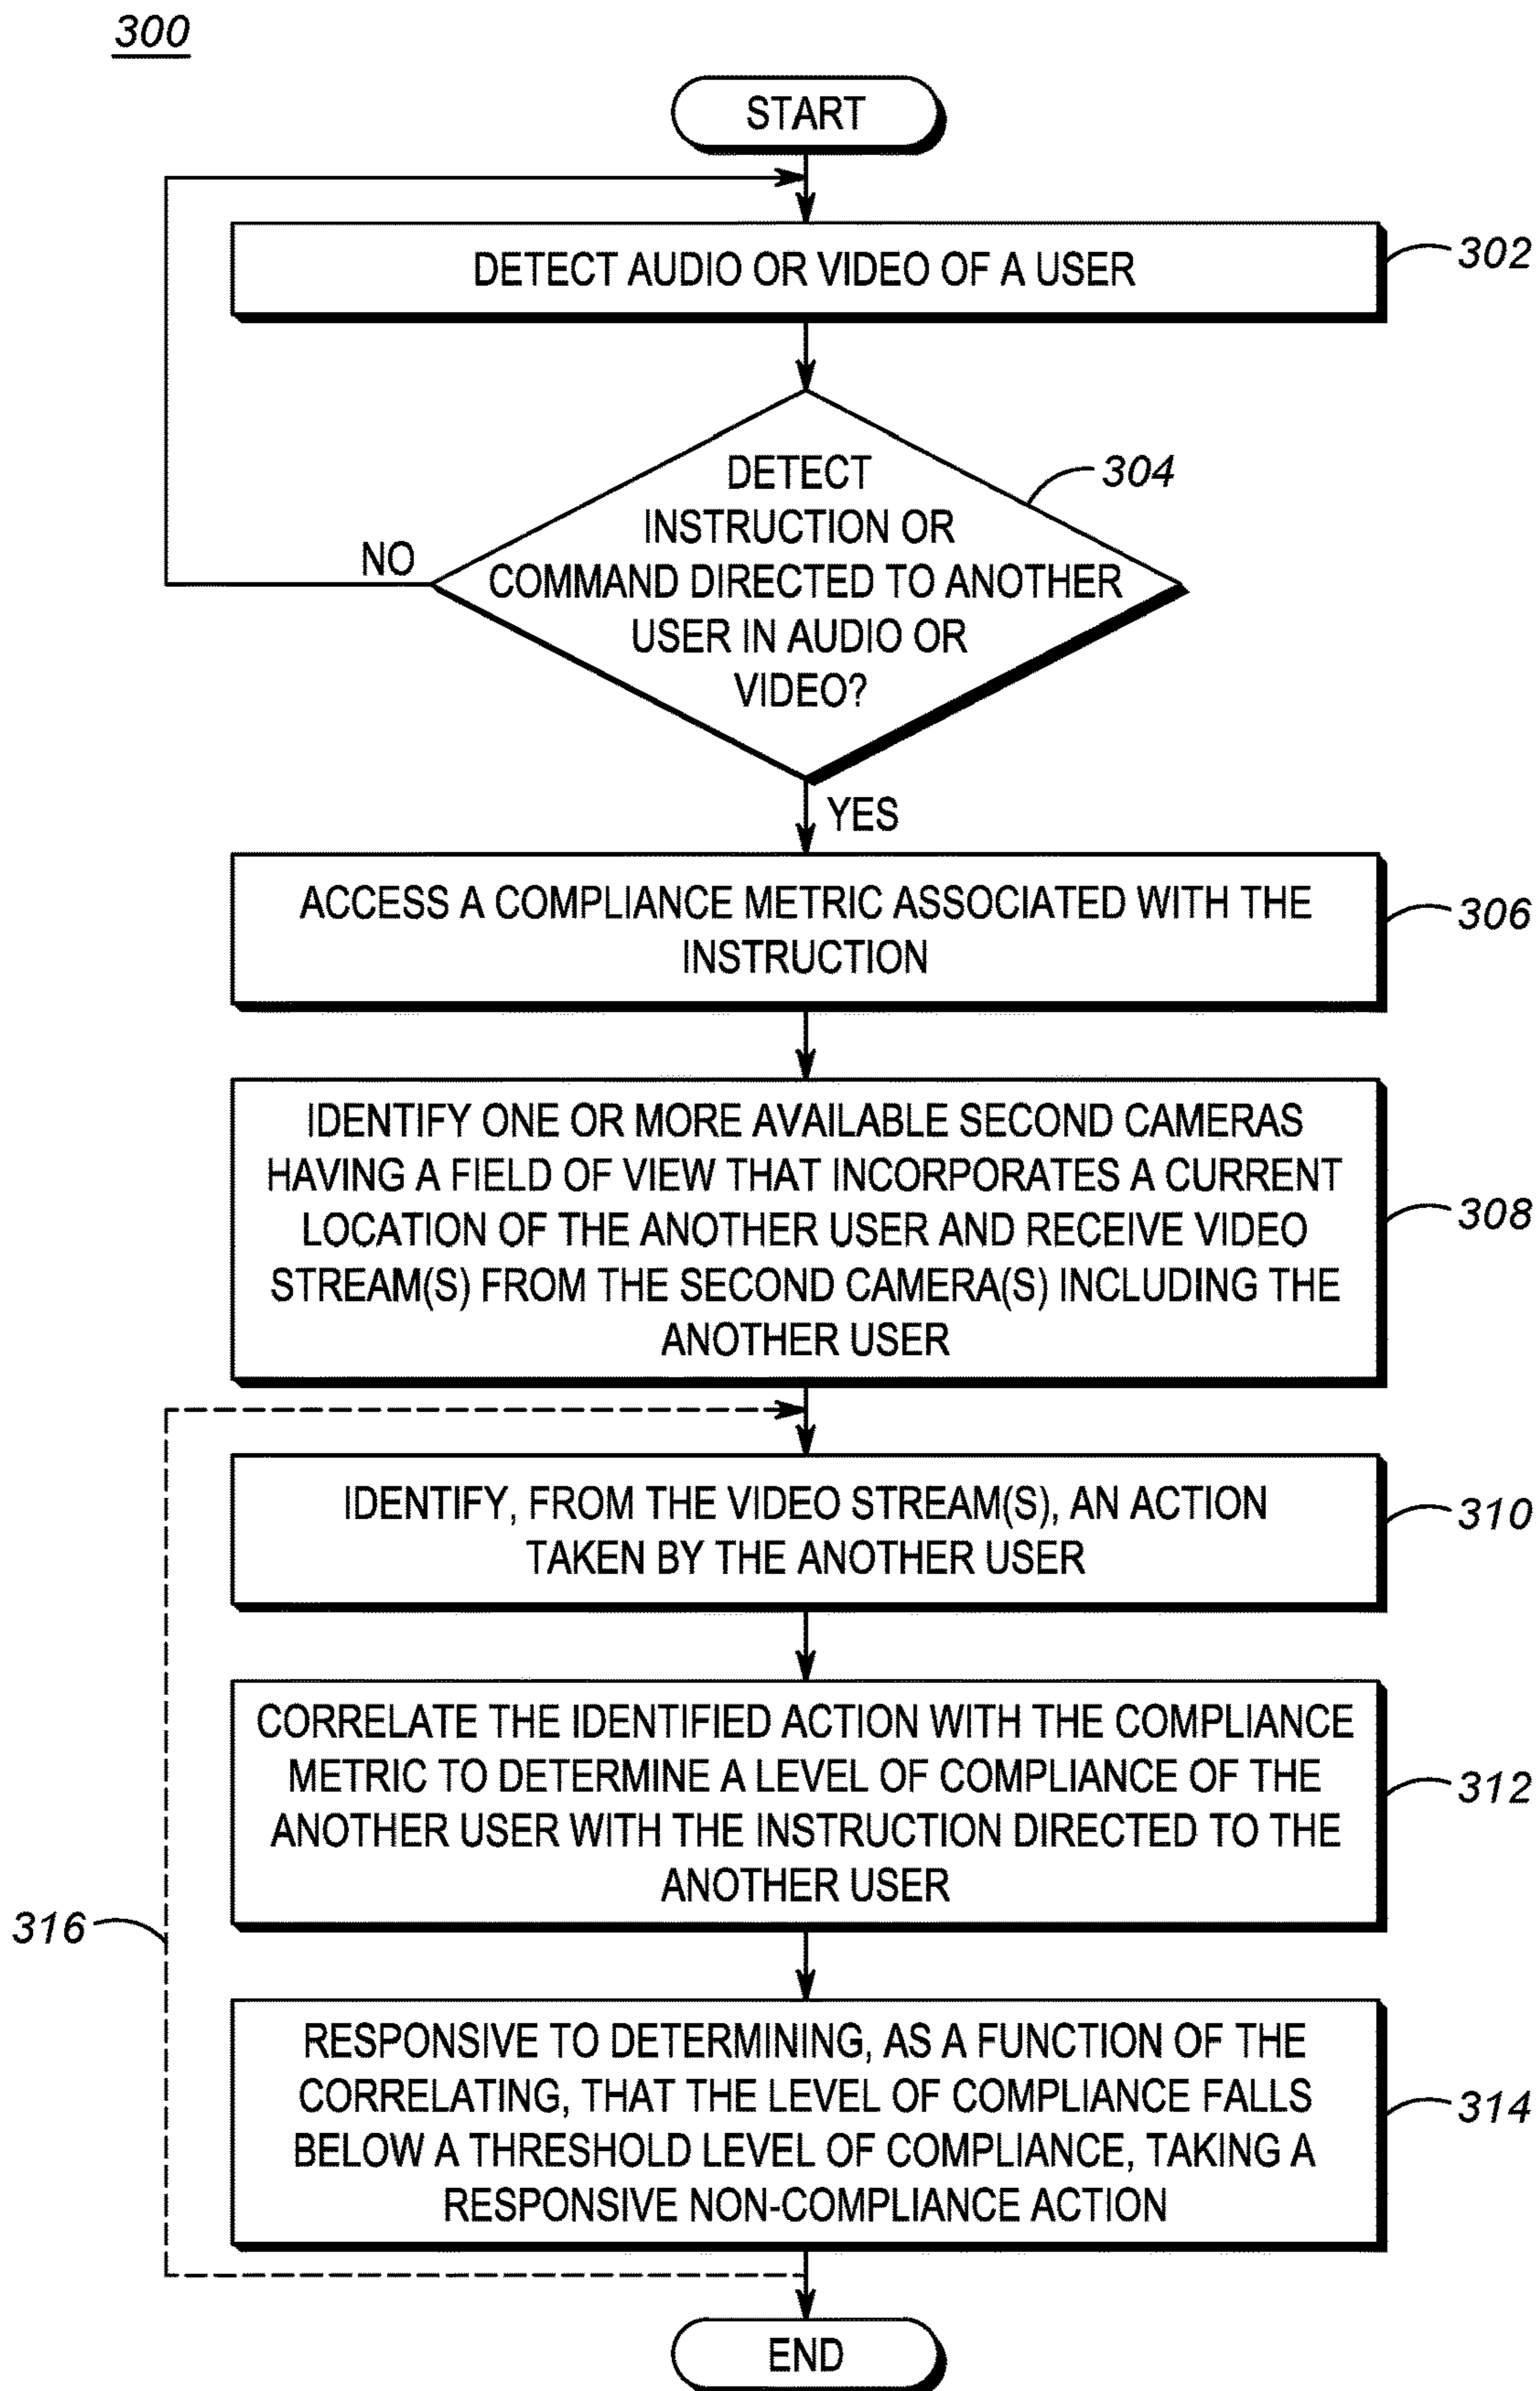 300
START
DETECT AUDIO OR VIDEO OF A USER
302
DETECT
INSTRUCTION OR
COMMAND DIRECTED TO ANOTHER
USER IN AUDIO OR
VIDEO?
304
NO
YES
ACCESS A COMPLIANCE METRIC ASSOCIATED WITH THE
INSTRUCTION
306
IDENTIFY ONE OR MORE AVAILABLE SECOND CAMERAS
HAVING A FIELD OF VIEW THAT INCORPORATES A CURRENT
LOCATION OF THE ANOTHER USER AND RECEIVE VIDEO
STREAM(S) FROM THE SECOND CAMERA(S) INCLUDING THE
ANOTHER USER
308
IDENTIFY, FROM THE VIDEO STREAM(S), AN ACTION
TAKEN BY THE ANOTHER USER
310
CORRELATE THE IDENTIFIED ACTION WITH THE COMPLIANCE
METRIC TO DETERMINE A LEVEL OF COMPLIANCE OF THE
ANOTHER USER WITH THE INSTRUCTION DIRECTED TO THE
ANOTHER USER
312
316
RESPONSIVE TO DETERMINING, AS A FUNCTION OF THE
CORRELATING, THAT THE LEVEL OF COMPLIANCE FALLS
BELOW A THRESHOLD LEVEL OF COMPLIANCE, TAKING A
RESPONSIVE NON-COMPLIANCE ACTION
314
END